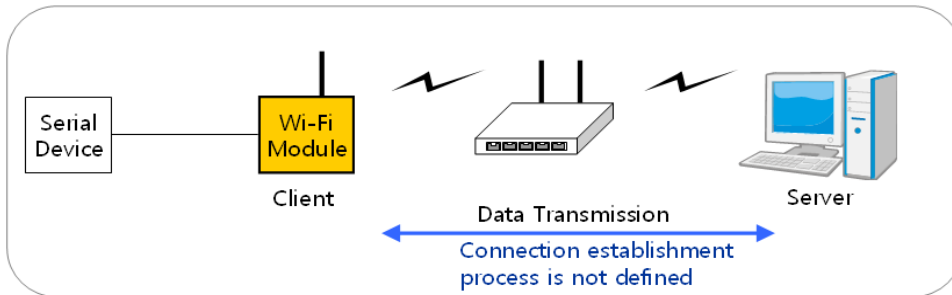 Serial
Device
Wi-Fi
Module
Client
Server
Data Transmission
Connection establishment
process is not defined